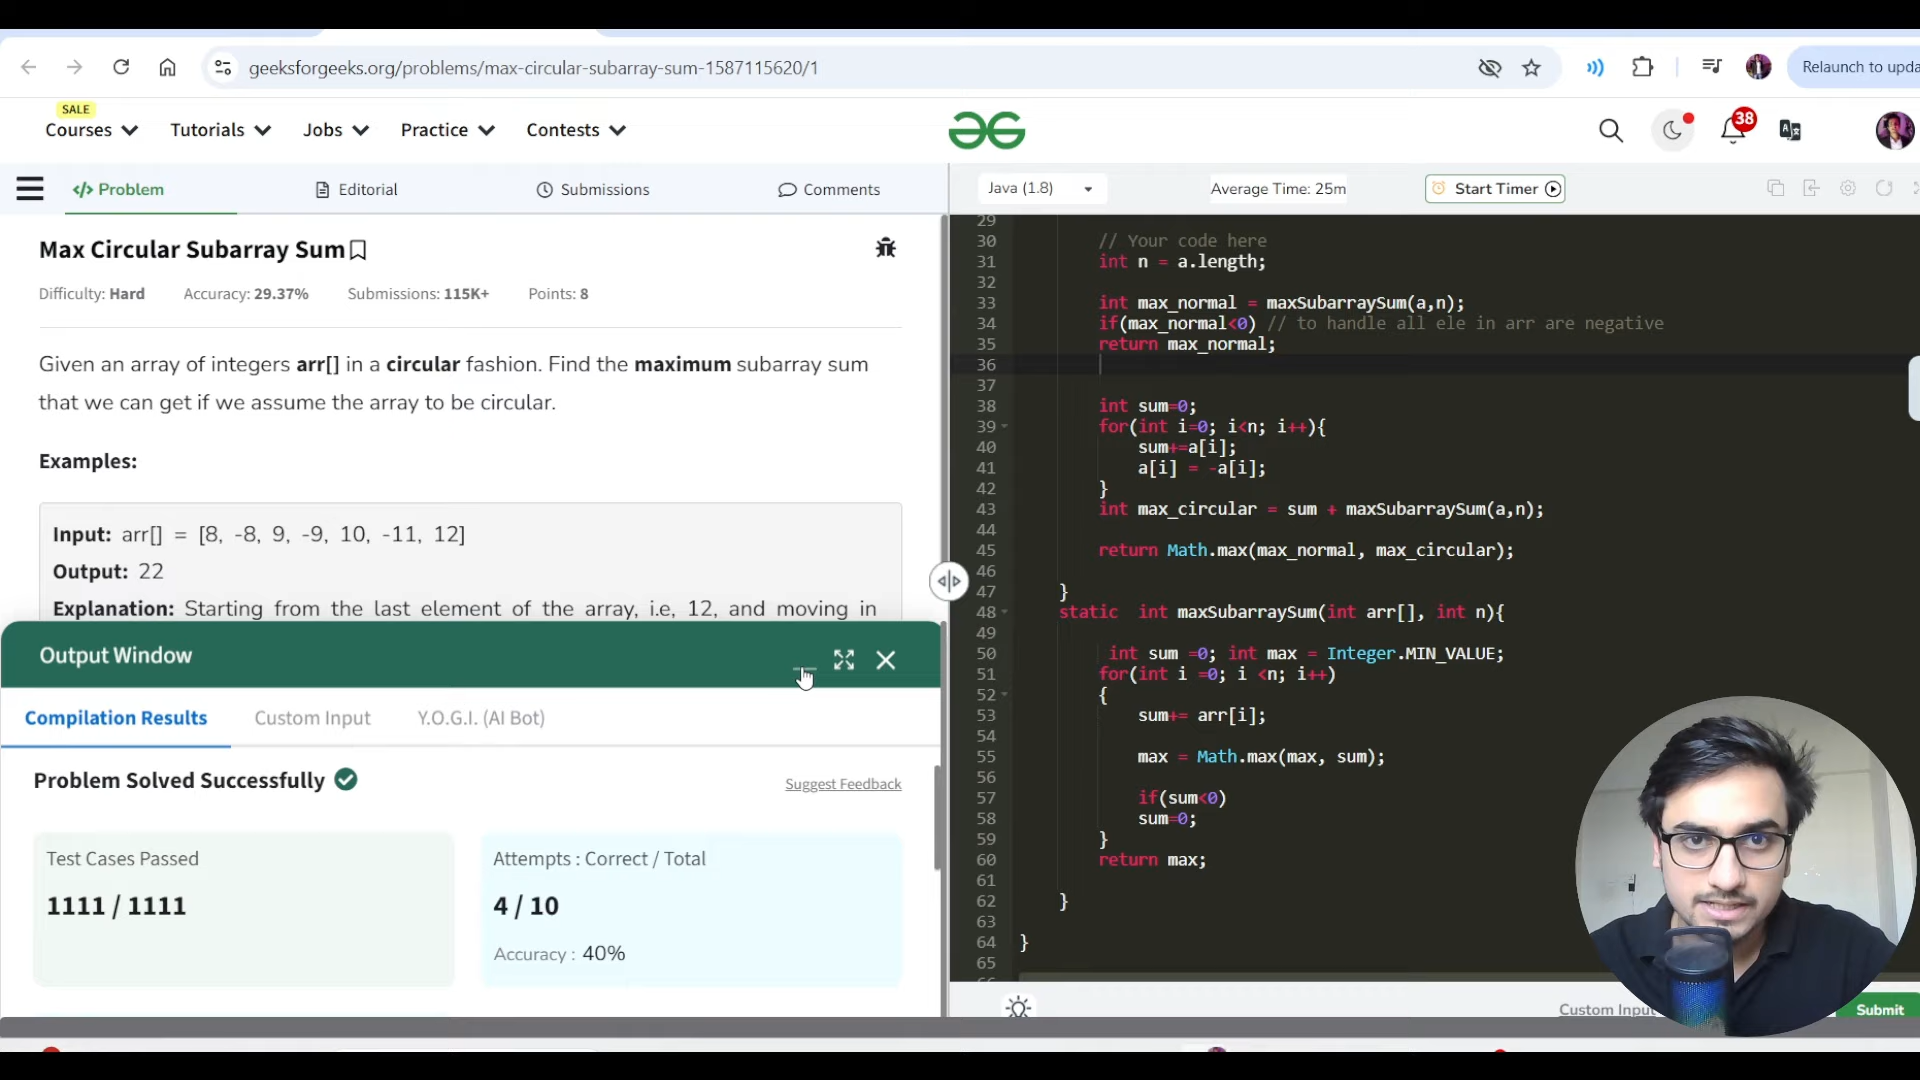 geeksforgeeks.org/problems/max-circular-subarray-sum-1587115620/1
Relaunch to upda
SALE
Courses
Tutorials
Jobs
Practice
Contests
38
Problem
Editorial
Submissions
Comments
Java (1.8)
Average Time: 25m
Start Timer
Max Circular Subarray Sum
Difficulty: Hard Accuracy: 29.37% Submissions: 115K+ Points: 8
Given an array of integers arr[] in a circular fashion. Find the maximum subarray sum
that we can get if we assume the array to be circular.
Examples:
Input: arr[] = [8, -8, 9, -9, 10, -11, 12]
Output: 22
Explanation: Starting from the last element of the array, i.e, 12, and moving in
Output Window
Compilation Results
Custom Input
Y.O.G.I. (AI Bot)
Problem Solved Successfully
Suggest Feedback
Test Cases Passed
1111 / 1111
Attempts : Correct / Total
4 / 10
Accuracy : 40%
29
30 // Your code here
31 int n = a.length;
32
33 int max_normal = maxSubarraySum(a,n);
34 if(max_normal<0) // to handle all ele in arr are negative
35 return max_normal;
36
37
38 int sum=0;
39 for(int i=0; i<n; i++){
40 sum+=a[i];
41 a[i] = -a[i];
42 }
43 int max_circular = sum + maxSubarraySum(a,n);
44
45 return Math.max(max_normal, max_circular);
46
47 }
48 static int maxSubarraySum(int arr[], int n){
49
50 int sum =0; int max = Integer.MIN_VALUE;
51 for(int i =0; i <n; i++)
52 {
53 sum+= arr[i];
54
55 max = Math.max(max, sum);
56
57 if(sum<0)
58 sum=0;
59 }
60 return max;
61
62 }
63
64 }
65
Custom Inpu
Submit